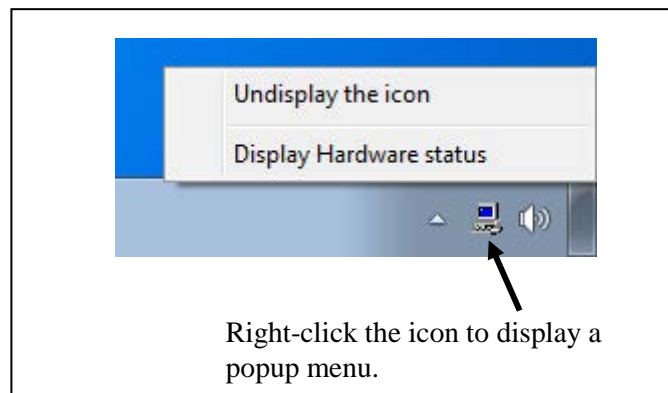 Undisplay the icon
Display Hardware status
Right-click the icon to display a
popup menu.